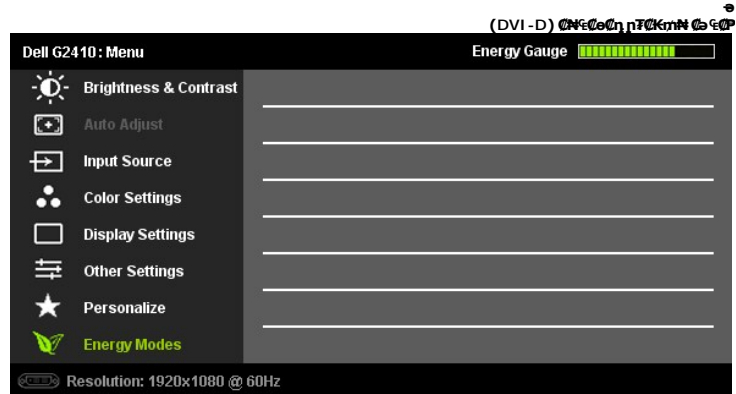 (DVI-D)
Dell G2410 : Menu
Energy Gauge
Brightness & Contrast
Auto Adjust
Input Source
Color Settings
Display Settings
Other Settings
Personalize
Energy Modes
Resolution: 1920x1080 @ 60Hz